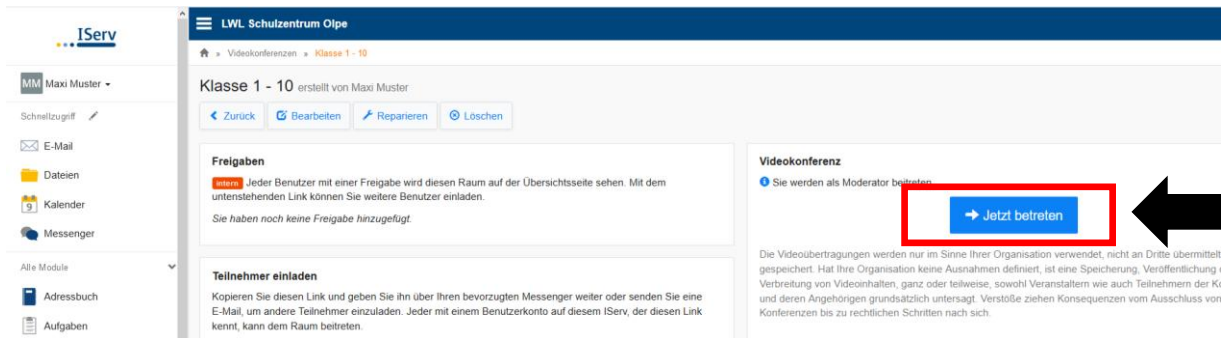 IServ
LWL Schulzentrum Olpe
» Videokonferenzen » Klasse 1 - 10
MM Maxi Muster
Schnellzugriff
E-Mail
Dateien
9 Kalender
Messenger
Alle Module
Adressbuch
Aufgaben
Klasse 1 - 10 erstellt von Maxi Muster
Zurück Bearbeiten Reparieren Löschen
Freigaben
intern Jeder Benutzer mit einer Freigabe wird diesen Raum auf der Übersichtsseite sehen. Mit dem
untenstehenden Link können Sie weitere Benutzer einladen.
Sie haben noch keine Freigabe hinzugefügt.
Teilnehmer einladen
Kopieren Sie diesen Link und geben Sie ihn über Ihren bevorzugten Messenger weiter oder senden Sie eine
E-Mail, um andere Teilnehmer einzuladen. Jeder mit einem Benutzerkonto auf diesem IServ, der diesen Link
kennt, kann dem Raum beitreten.
Videokonferenz
Sie werden als Moderator beitreten
Jetzt betreten
Die Videoübertragungen werden nur im Sinne Ihrer Organisation verwendet, nicht an Dritte übermittelt
gespeichert. Hat Ihre Organisation keine Ausnahmen definiert, ist eine Speicherung, Veröffentlichung
Verbreitung von Videoinhalten, ganz oder teilweise, sowohl Veranstaltern wie auch Teilnehmern der
und deren Angehörigen grundsätzlich untersagt. Verstöße ziehen Konsequenzen vom Ausschluss von
Konferenzen bis zu rechtlichen Schritten nach sich.